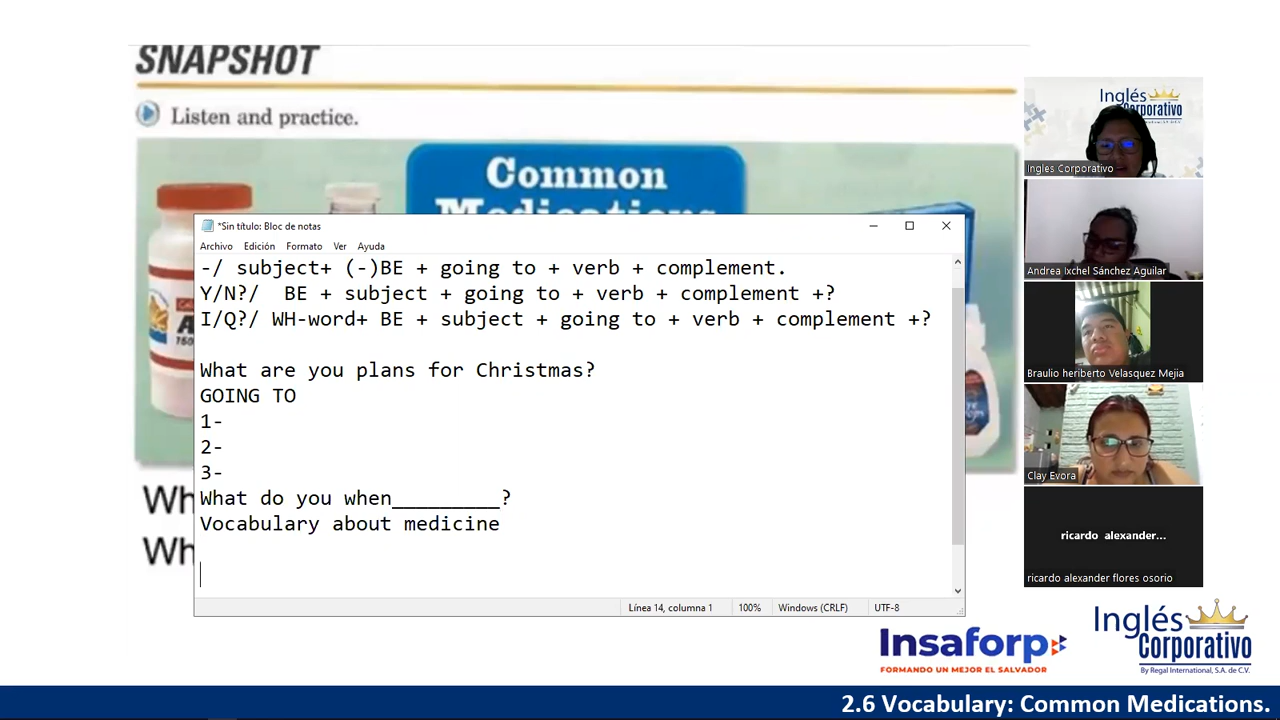 SNAPSHOT
Listen and practice.
Common
Medications
*Sin título: Bloc de notas
Archivo Edición Formato Ver Ayuda
-/ subject+ (-)BE + going to + verb + complement.
Y/N?/  BE + subject + going to + verb + complement +?
I/Q?/ WH-word+ BE + subject + going to + verb + complement +?
What are you plans for Christmas?
GOING TO
1-
2-
3-
What do you when_________?
Vocabulary about medicine
Línea 14, columna 1 100% Windows (CRLF) UTF-8
Wh
Wh
Inglés
Corporativo
Ingles Corporativo
Andrea Ixchel Sánchez Aguilar
Braulio heriberto Velasquez Mejia
Clay Evora
ricardo alexander...
ricardo alexander flores osorio
Insaforp
FORMANDO UN MEJOR EL SALVADOR
Inglés
Corporativo
By Regal International, S.A. de C.V.
2.6 Vocabulary: Common Medications.